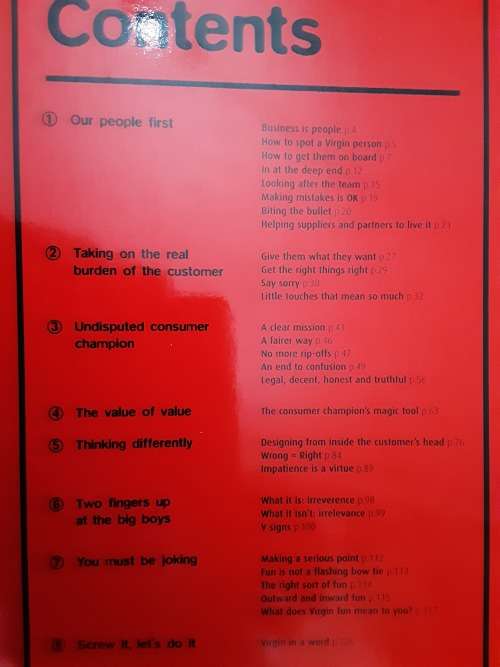 Contents
① Our people first
Business is people p.4
How to spot a Virgin person p.5
How to get them on board p.7
In at the deep end p.12
Looking after the team p.15
Making mistakes is OK p.19
Biting the bullet p.20
Helping suppliers and partners to live it p.23
② Taking on the real
burden of the customer
Give them what they want p.27
Get the right things right p.29
Say sorry p.30
Little touches that mean so much p.32
③ Undisputed consumer
champion
A clear mission p.43
A fairer way p.46
No more rip-offs p.47
An end to confusion p.49
Legal, decent, honest and truthful p.56
④ The value of value
The consumer champion's magic tool p.63
⑤ Thinking differently
Designing from inside the customer's head p.76
Wrong = Right p.84
Impatience is a virtue p.89
⑥ Two fingers up
at the big boys
What it is: irreverence p.98
What it isn't: irrelevance p.99
V signs p.100
⑦ You must be joking
Making a serious point p.112
Fun is not a flashing bow tie p.113
The right sort of fun p.114
Outward and inward fun p.115
What does Virgin fun mean to you? p.117
⑧ Screw it, let's do it
Virgin in a word